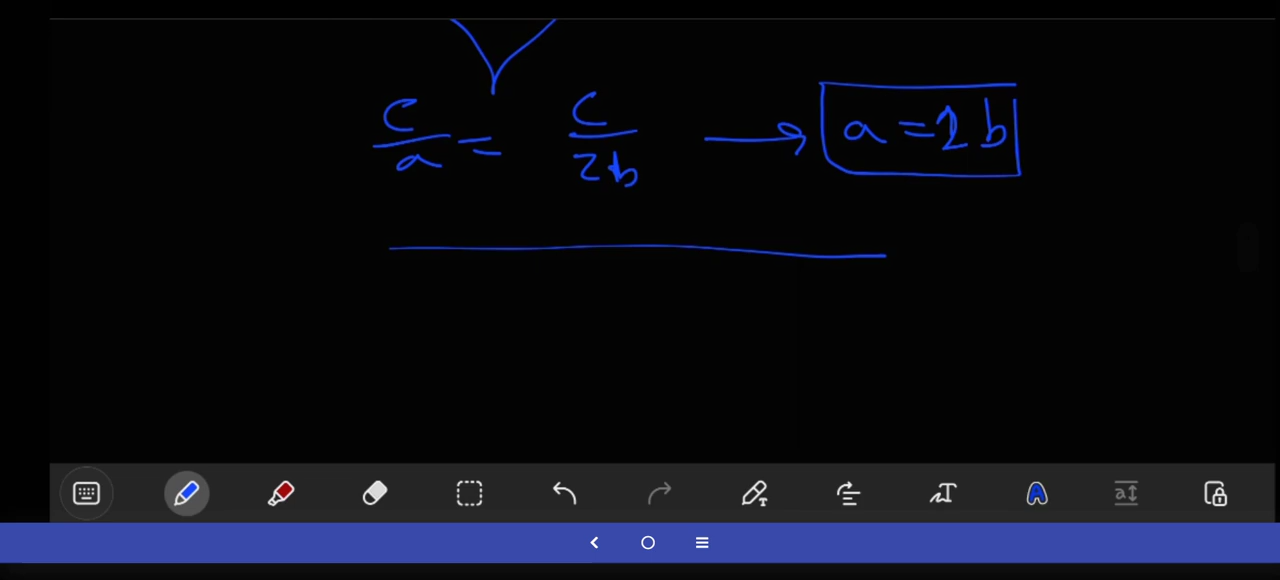 c/a = c/2b → a = 2b